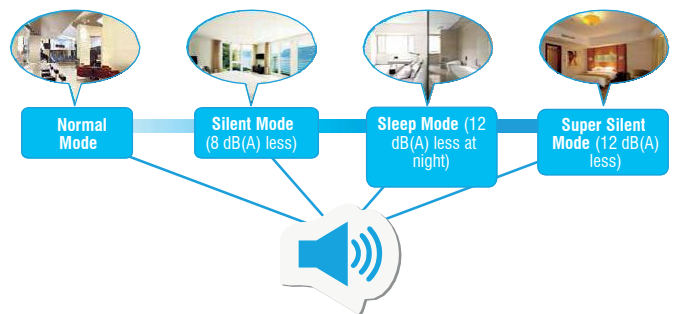 Normal
Mode
Silent Mode
(8 dB(A) less)
Sleep Mode (12
dB(A) less at
night)
Super Silent
Mode (12 dB(A)
less)